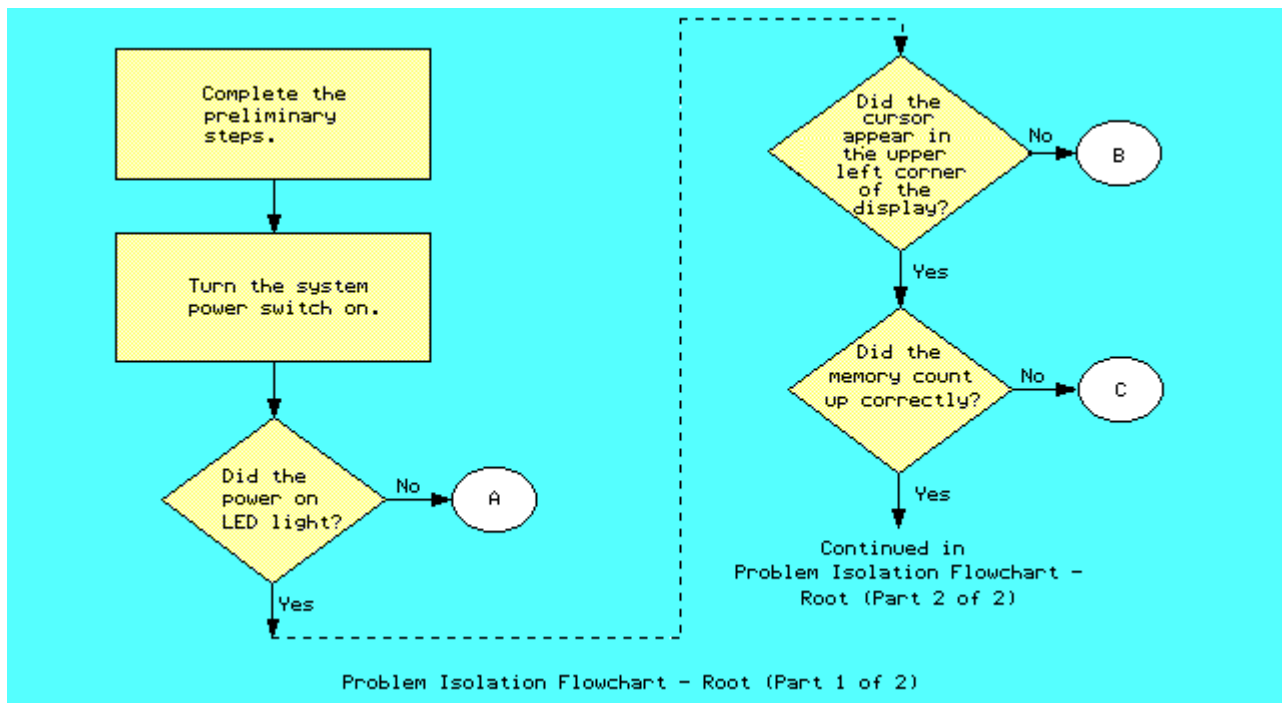 Complete the
preliminary
steps.
Turn the system
power switch on.
Did the
power on
LED light?
No
A
Yes
Did the
cursor
appear in
the upper
left corner
of the
display?
No
B
Yes
Did the
memory count
up correctly?
No
C
Yes
Continued in
Problem Isolation Flowchart -
Root (Part 2 of 2)
Problem Isolation Flowchart - Root (Part 1 of 2)